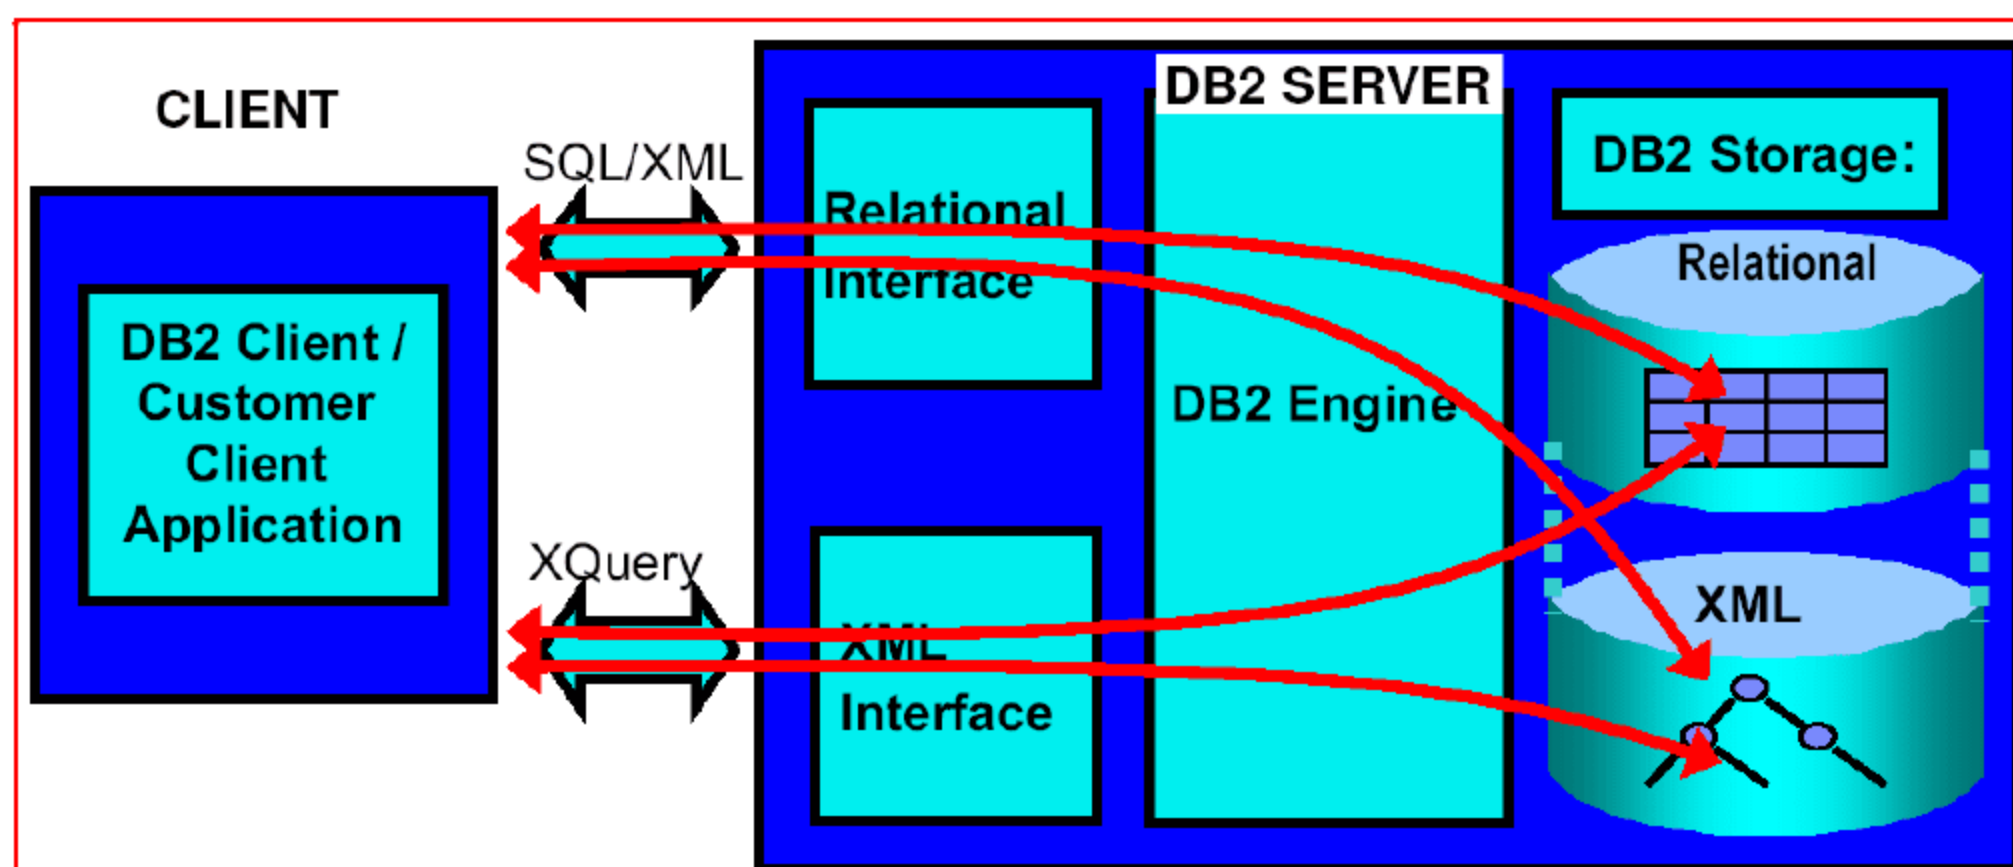 CLIENT
DB2 Client /
Customer
Client
Application
SQL/XML
XQuery
Relational
Interface
XML
Interface
DB2 SERVER
DB2 Engine
DB2 Storage:
Relational
XML